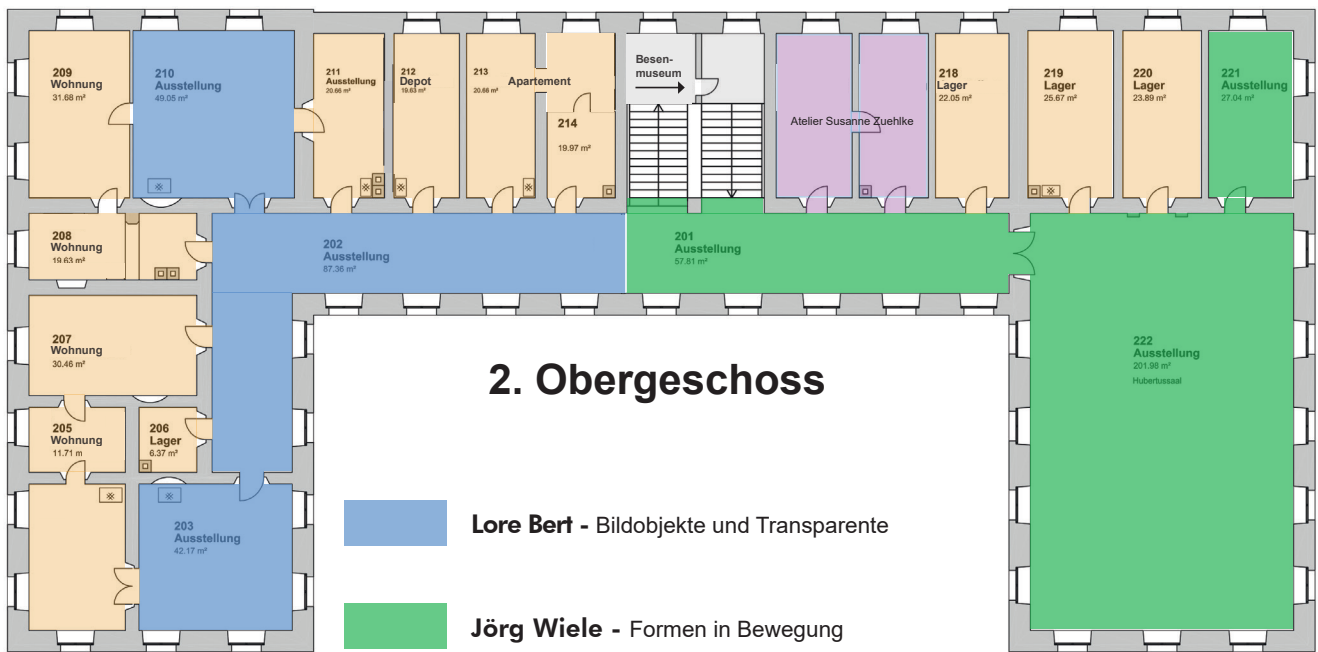 209
Wohnung
31.68 m²
210
Ausstellung
49.05 m²
211
Ausstellung
20.66 m²
212
Depot
19.63 m²
213
20.66 m²
Apartement
214
19.97 m²
Besen-
museum
Atelier Susanne Zuehlke
218
Lager
22.05 m²
219
Lager
25.67 m²
220
Lager
23.89 m²
221
Ausstellung
27.04 m²
208
Wohnung
19.63 m²
202
Ausstellung
87.36 m²
201
Ausstellung
57.81 m²
207
Wohnung
30.46 m²
222
Ausstellung
201.98 m²
Hubertussaal
2. Obergeschoss
205
Wohnung
11.71 m
206
Lager
6.37 m²
203
Ausstellung
42.17 m²
Lore Bert - Bildobjekte und Transparente
Jörg Wiele - Formen in Bewegung